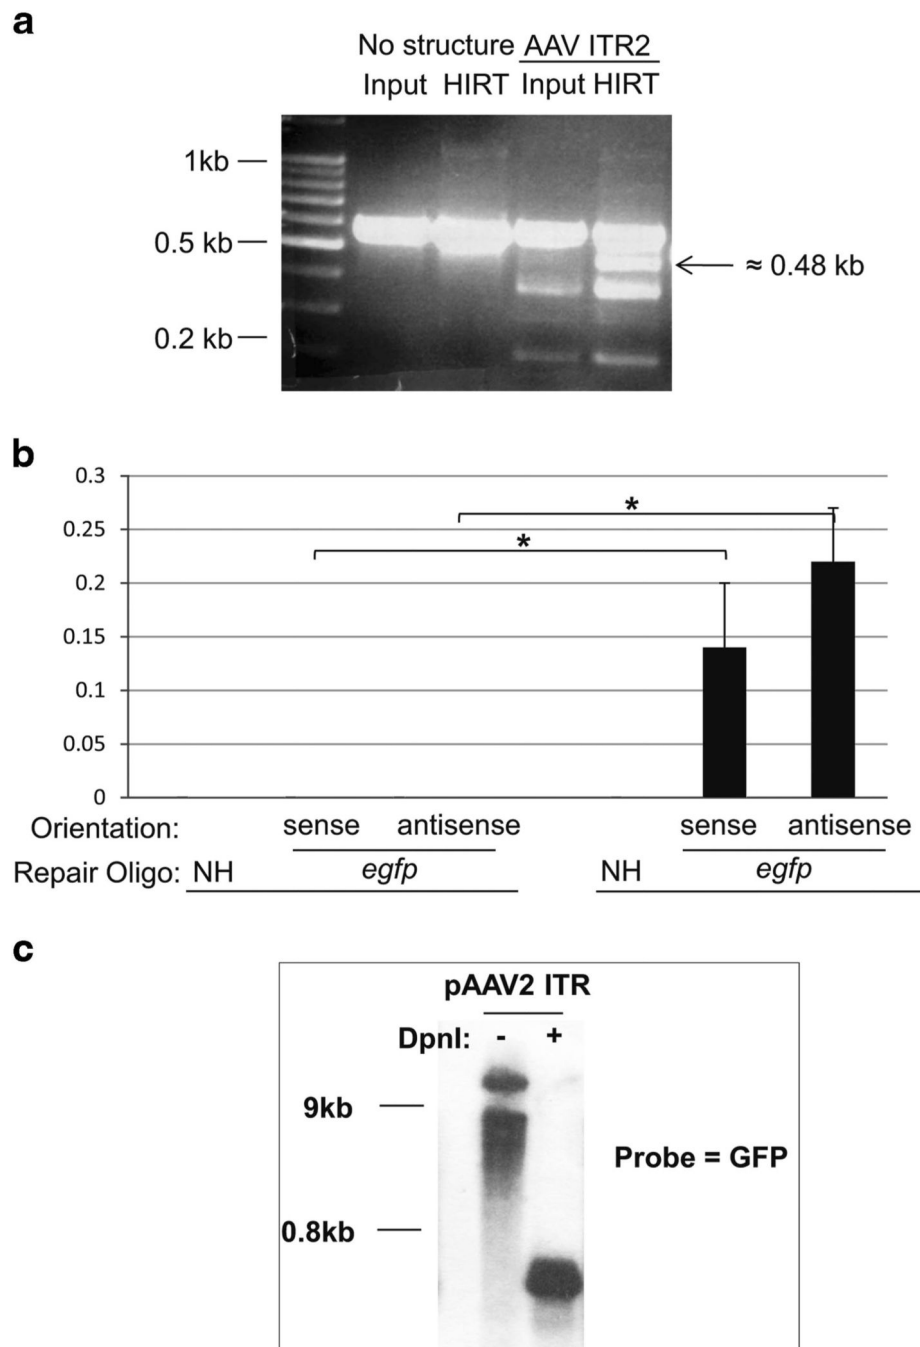 a
No structure AAV ITR2
Input HIRT Input HIRT
1kb
0.5 kb
≈ 0.48 kb
0.2 kb
b
0.3
0.25
*
*
0.2
0.15
0.1
0.05
0
Orientation: sense antisense sense antisense
Repair Oligo: NH egfp NH egfp
c
pAAV2 ITR
DpnI: - +
9kb
Probe = GFP
0.8kb